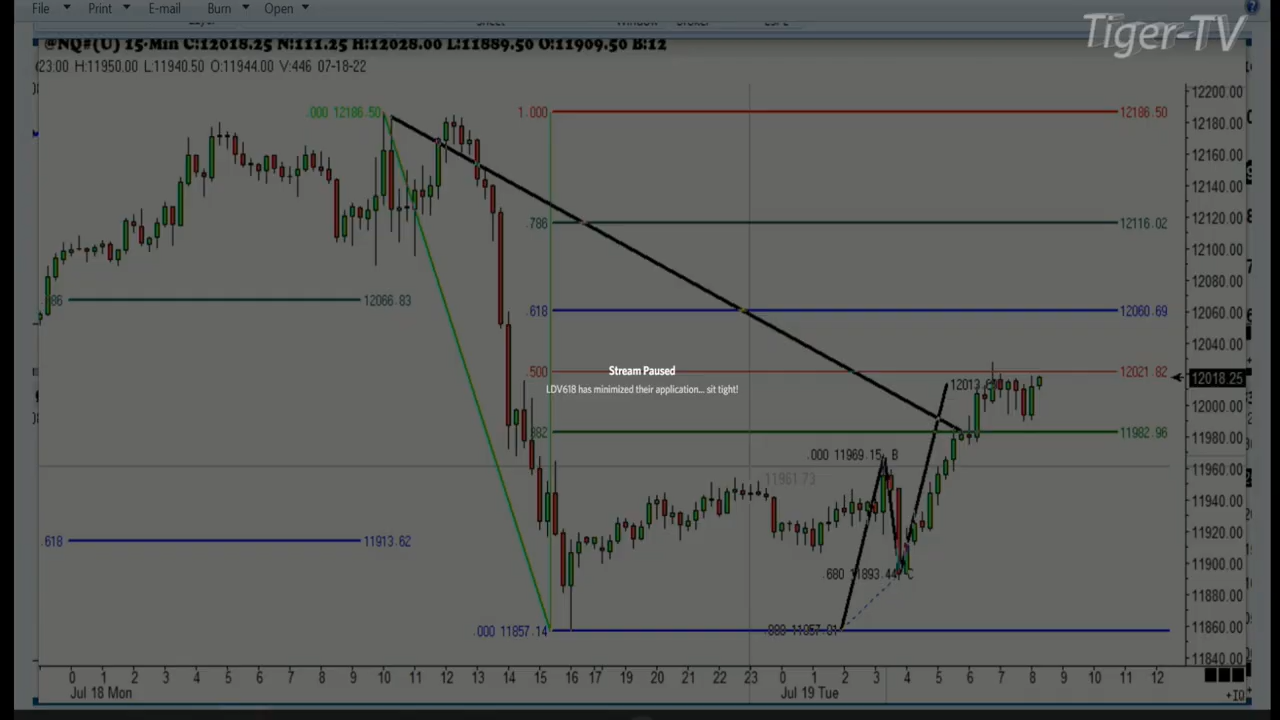 File Print E-mail Burn Open
Tiger-TV
@NQ#(U) 15-Min C:12018.25 N:111.25 H:12028.00 L:11889.50 O:11909.50 B:12
23:00 H:11950.00 L:11940.50 O:11944.00 V:446 07-18-22
12200.00
.000 12186.50 1.000 12186.50
12180.00
12160.00
12140.00
12120.00
.786 12116.02
12100.00
12080.00
12066.83
12060.00
.618 12060.69
12040.00
.500 12021.82
Stream Paused
12018.25
LDV618 has minimized their application... sit tight!
12000.00
11982.96
11980.00
.000 11969.15 B
11960.00
11961.73
11940.00
11920.00
.618 11913.62
11900.00
.680 11893.44 C
11880.00
.000 11857.14
11860.00
11840.00
0 1 2 3 4 5 6 7 8 9 10 11 12 13 14 15 16 17 18 19 20 21 22 23 0 1 2 3 4 5 6 7 8 9 10 11 12
Jul 18 Mon Jul 19 Tue
+10